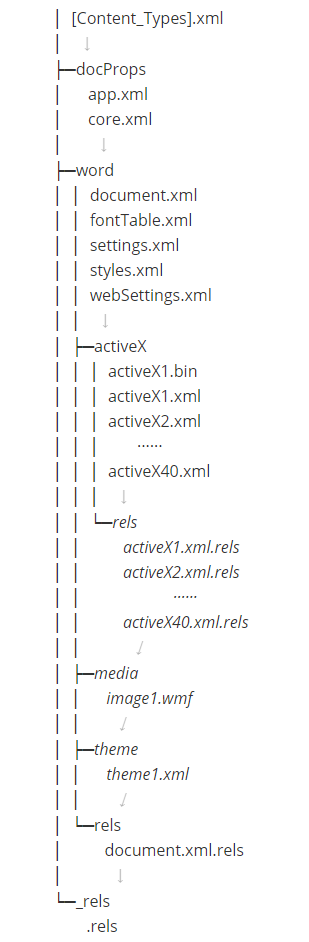 │ [Content_Types].xml
│ ↓
├─docProps
│ app.xml
│ core.xml
│ ↓
├─word
│ │ document.xml
│ │ fontTable.xml
│ │ settings.xml
│ │ styles.xml
│ │ webSettings.xml
│ │ ↓
│ ├─activeX
│ │ │ activeX1.bin
│ │ │ activeX1.xml
│ │ │ activeX2.xml
│ │ │ ······
│ │ │ activeX40.xml
│ │ │ ↓
│ │ └─rels
│ │ activeX1.xml.rels
│ │ activeX2.xml.rels
│ │ ······
│ │ activeX40.xml.rels
│ │ ↓
│ ├─media
│ │ image1.wmf
│ │ ↓
│ ├─theme
│ │ theme1.xml
│ │ ↓
│ └─rels
│ document.xml.rels
│ ↓
└─_rels
.rels